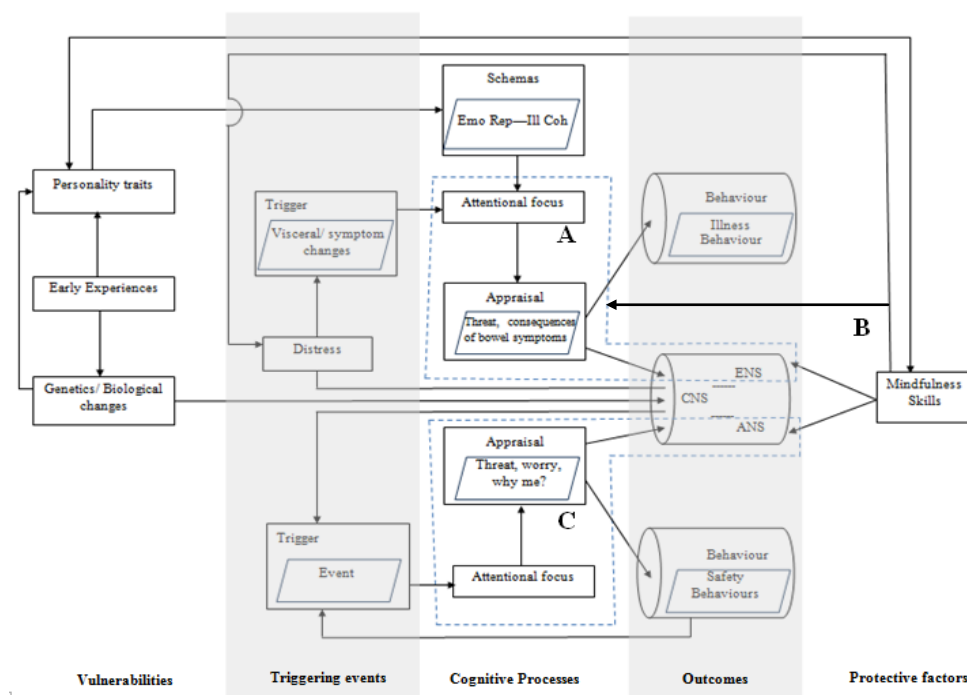 Schemas
Emo Rep—Ill Coh
Personality traits
Attentional focus
A
Trigger
Visceral/ symptom
changes
Behaviour
Illness
Behaviour
Early Experiences
Appraisal
Threat, consequences
of bowel symptoms
B
Distress
Genetics/ Biological
changes
ENS
CNS
ANS
Mindfulness
Skills
Appraisal
Threat, worry,
why me?
C
Trigger
Event
Attentional focus
Behaviour
Safety
Behaviours
Vulnerabilities
Triggering events
Cognitive Processes
Outcomes
Protective factors